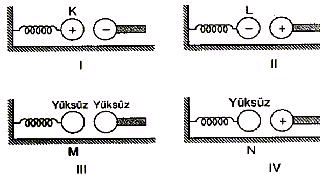 K L
+ − − +
I II
Yüksüz Yüksüz Yüksüz
+
M N
III IV